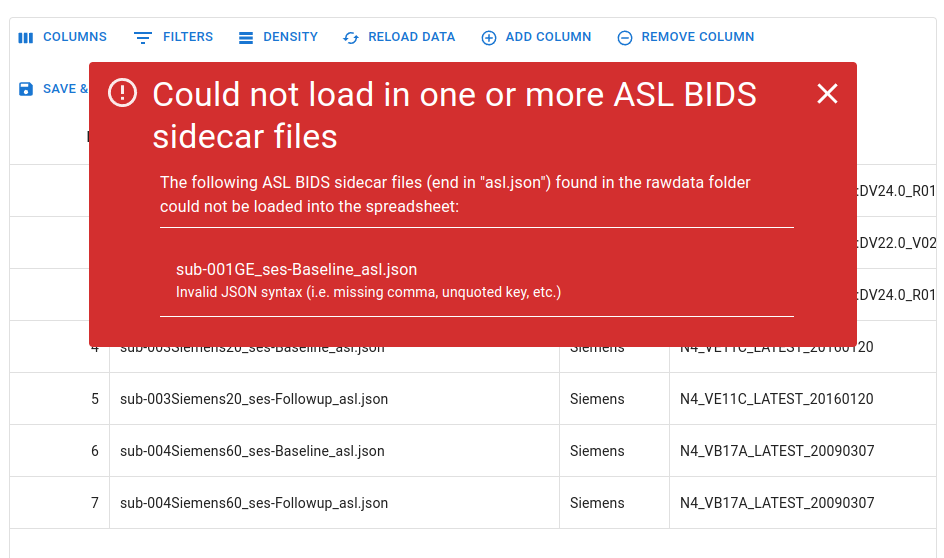 COLUMNS FILTERS DENSITY RELOAD DATA ADD COLUMN REMOVE COLUMN
SAVE &
Could not load in one or more ASL BIDS
sidecar files
The following ASL BIDS sidecar files (end in "asl.json") found in the rawdata folder
could not be loaded into the spreadsheet:
:DV24.0_R01
:DV22.0_V02
sub-001GE_ses-Baseline_asl.json
Invalid JSON syntax (i.e. missing comma, unquoted key, etc.)
:DV24.0_R01
4 sub-003Siemens20_ses-Baseline_asl.json Siemens N4_VE11C_LATEST_20160120
5 sub-003Siemens20_ses-Followup_asl.json Siemens N4_VE11C_LATEST_20160120
6 sub-004Siemens60_ses-Baseline_asl.json Siemens N4_VB17A_LATEST_20090307
7 sub-004Siemens60_ses-Followup_asl.json Siemens N4_VB17A_LATEST_20090307